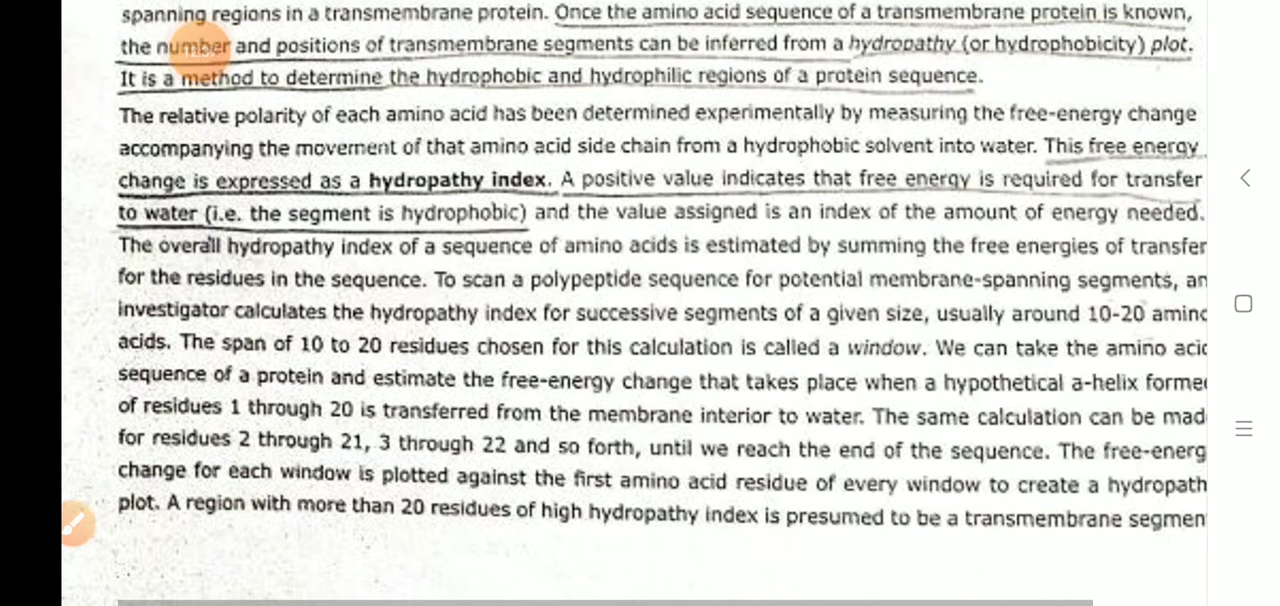 spanning regions in a transmembrane protein. Once the amino acid sequence of a transmembrane protein is known,
the number and positions of transmembrane segments can be inferred from a hydropathy (or hydrophobicity) plot.
It is a method to determine the hydrophobic and hydrophilic regions of a protein sequence.
The relative polarity of each amino acid has been determined experimentally by measuring the free-energy change
accompanying the movement of that amino acid side chain from a hydrophobic solvent into water. This free energy
change is expressed as a hydropathy index. A positive value indicates that free energy is required for transfer
to water (i.e. the segment is hydrophobic) and the value assigned is an index of the amount of energy needed.
The overall hydropathy index of a sequence of amino acids is estimated by summing the free energies of transfer
for the residues in the sequence. To scan a polypeptide sequence for potential membrane-spanning segments, an
investigator calculates the hydropathy index for successive segments of a given size, usually around 10-20 amino
acids. The span of 10 to 20 residues chosen for this calculation is called a window. We can take the amino acid
sequence of a protein and estimate the free-energy change that takes place when a hypothetical a-helix forme
of residues 1 through 20 is transferred from the membrane interior to water. The same calculation can be mad
for residues 2 through 21, 3 through 22 and so forth, until we reach the end of the sequence. The free-energ
change for each window is plotted against the first amino acid residue of every window to create a hydropath
plot. A region with more than 20 residues of high hydropathy index is presumed to be a transmembrane segmen